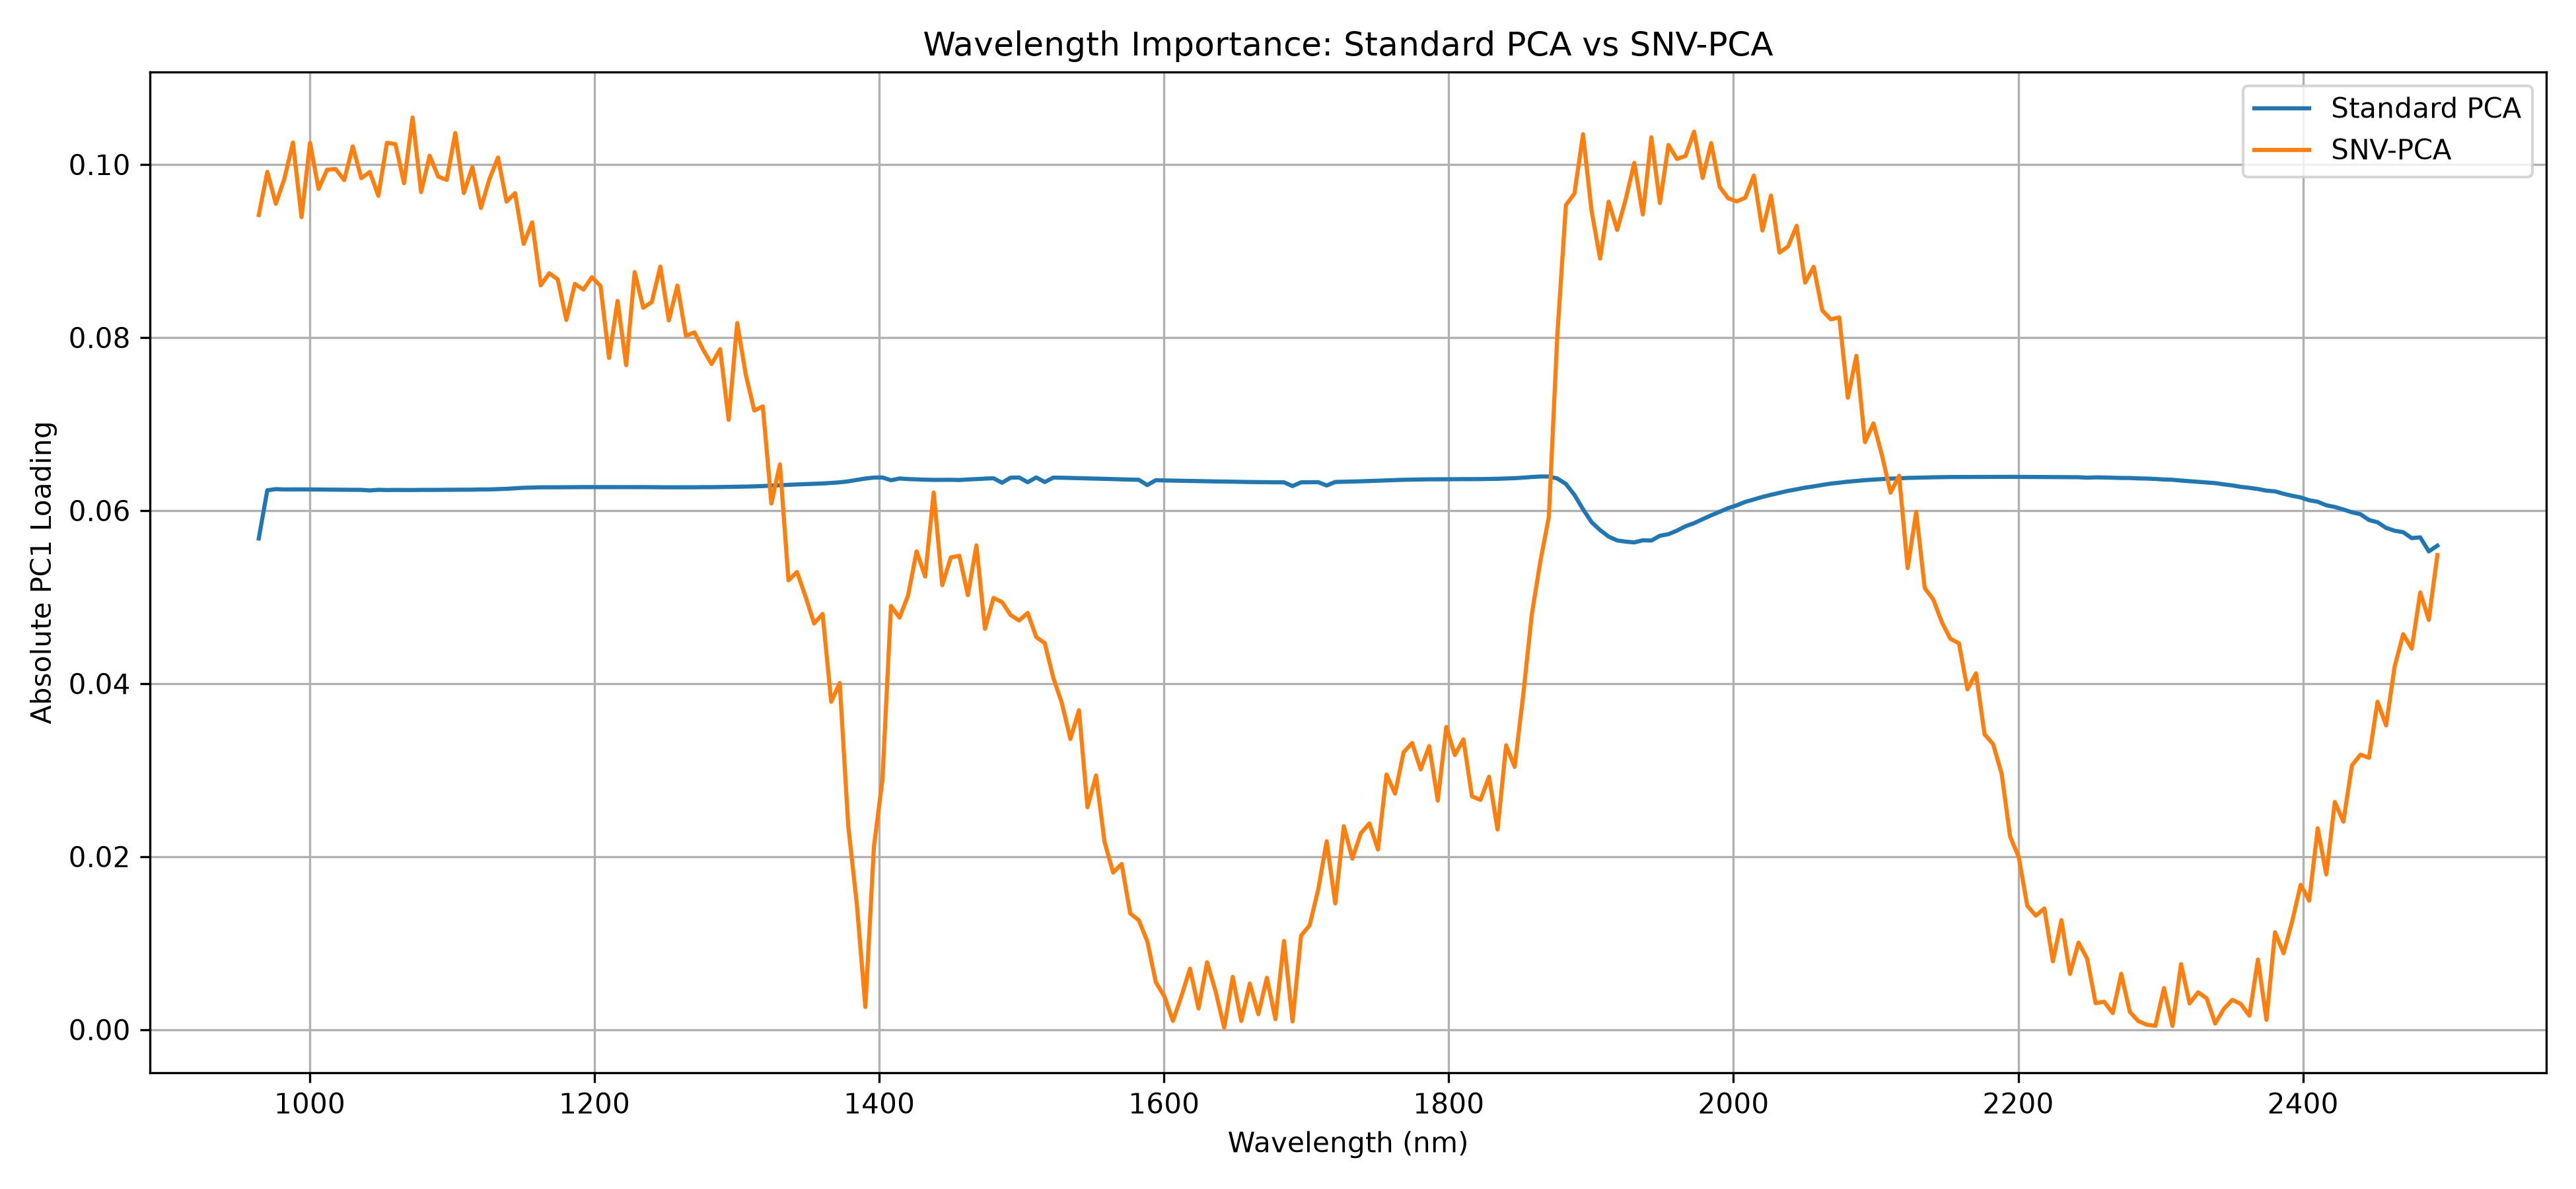 Wavelength Importance: Standard PCA vs SNV-PCA
Standard PCA
SNV-PCA
Absolute PC1 Loading
0.10
0.08
0.06
0.04
0.02
0.00
1000 1200 1400 1600 1800 2000 2200 2400
Wavelength (nm)